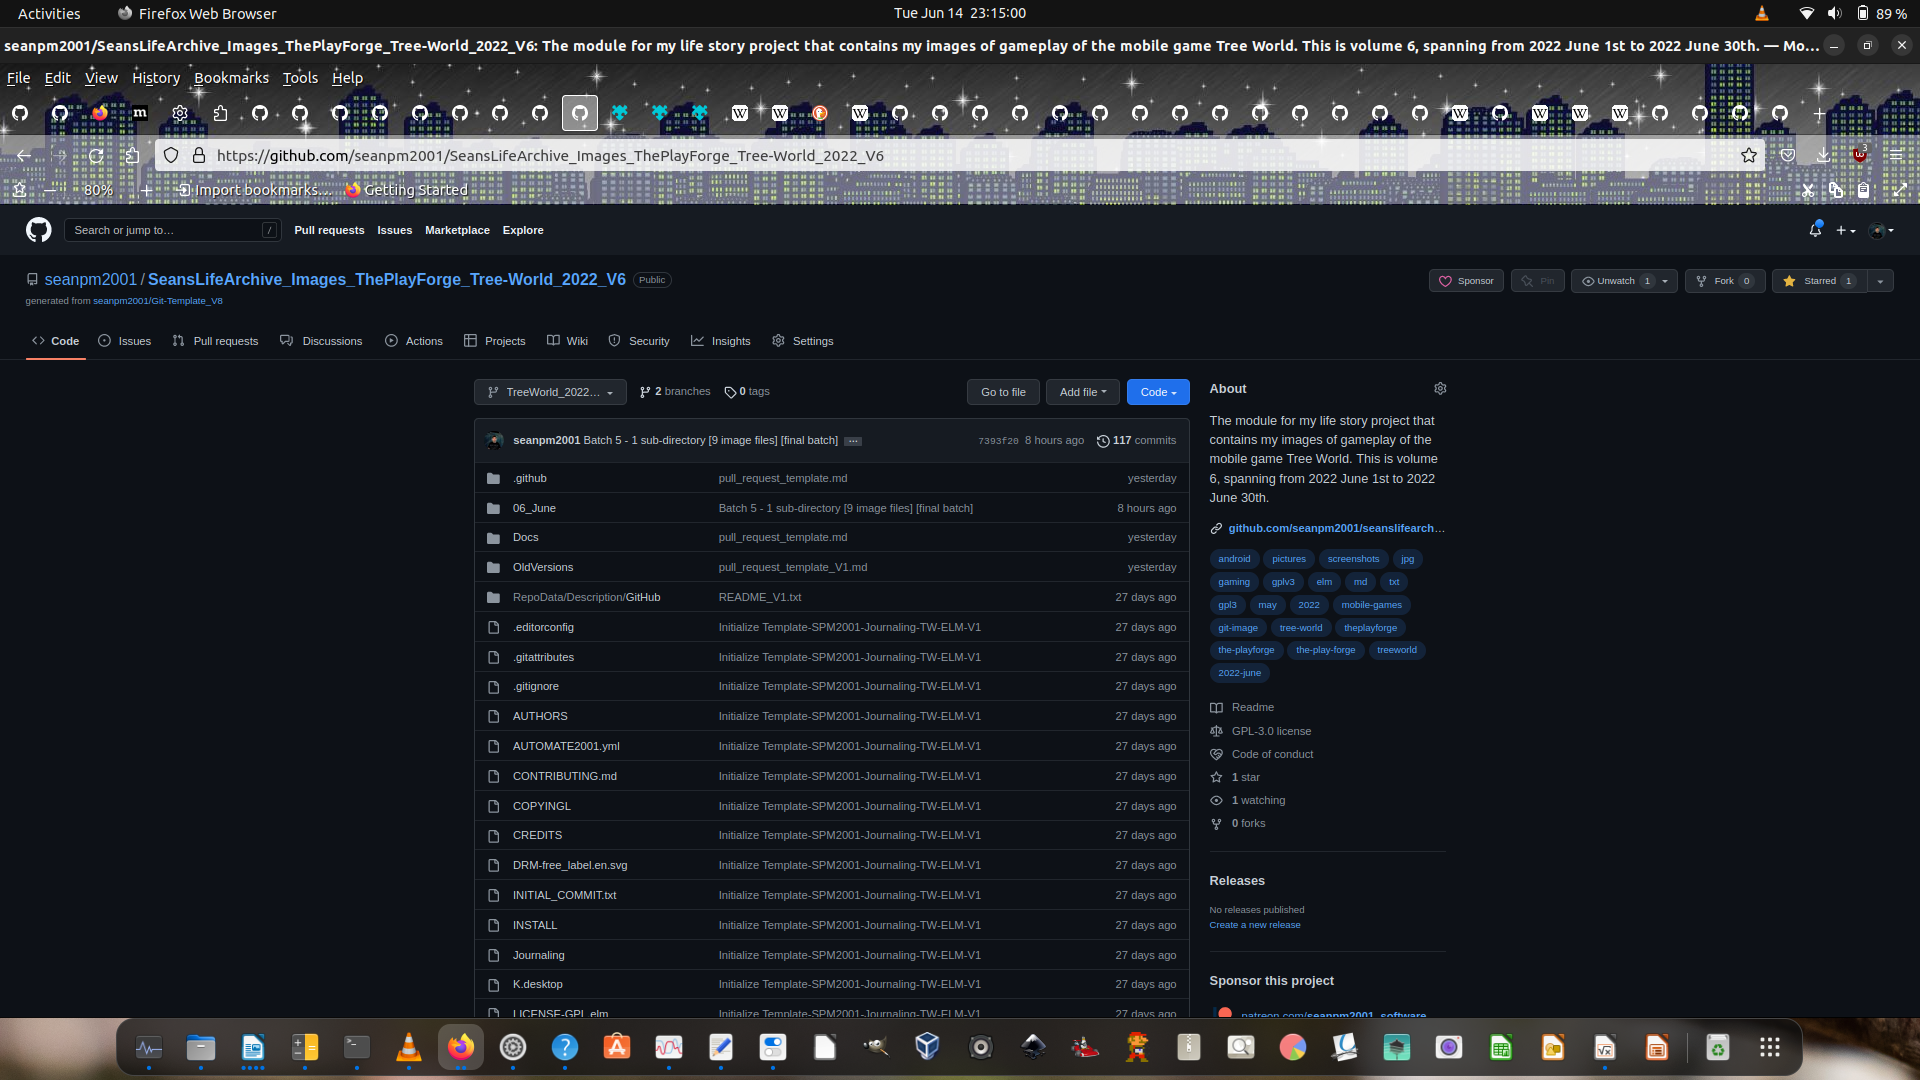 Activities
Firefox Web Browser
Tue Jun 14 23:15:00
89 %
seanpm2001/SeansLifeArchive_Images_ThePlayForge_Tree-World_2022_V6: The module for my life story project that contains my images of gameplay of the mobile game Tree World. This is volume 6, spanning from 2022 June 1st to 2022 June 30th. — Mo...
File Edit View History Bookmarks Tools Help
https://github.com/seanpm2001/SeansLifeArchive_Images_ThePlayForge_Tree-World_2022_V6
3
80%
Import bookmarks...
Getting Started
Search or jump to...
/
Pull requests Issues Marketplace Explore
seanpm2001 / SeansLifeArchive_Images_ThePlayForge_Tree-World_2022_V6 Public
generated from seanpm2001/Git-Template_V8
Sponsor
Pin
Unwatch 1
Fork 0
Starred 1
Code Issues Pull requests Discussions Actions Projects Wiki Security Insights Settings
TreeWorld_2022...
2 branches 0 tags
Go to file Add file Code
seanpm2001 Batch 5 - 1 sub-directory [9 image files] [final batch] ... 7393f20 8 hours ago 117 commits
.github pull_request_template.md yesterday
06_June Batch 5 - 1 sub-directory [9 image files] [final batch] 8 hours ago
Docs pull_request_template.md yesterday
OldVersions pull_request_template_V1.md yesterday
RepoData/Description/GitHub README_V1.txt 27 days ago
.editorconfig Initialize Template-SPM2001-Journaling-TW-ELM-V1 27 days ago
.gitattributes Initialize Template-SPM2001-Journaling-TW-ELM-V1 27 days ago
.gitignore Initialize Template-SPM2001-Journaling-TW-ELM-V1 27 days ago
AUTHORS Initialize Template-SPM2001-Journaling-TW-ELM-V1 27 days ago
AUTOMATE2001.yml Initialize Template-SPM2001-Journaling-TW-ELM-V1 27 days ago
CONTRIBUTING.md Initialize Template-SPM2001-Journaling-TW-ELM-V1 27 days ago
COPYINGL Initialize Template-SPM2001-Journaling-TW-ELM-V1 27 days ago
CREDITS Initialize Template-SPM2001-Journaling-TW-ELM-V1 27 days ago
DRM-free_label.en.svg Initialize Template-SPM2001-Journaling-TW-ELM-V1 27 days ago
INITIAL_COMMIT.txt Initialize Template-SPM2001-Journaling-TW-ELM-V1 27 days ago
INSTALL Initialize Template-SPM2001-Journaling-TW-ELM-V1 27 days ago
Journaling Initialize Template-SPM2001-Journaling-TW-ELM-V1 27 days ago
K.desktop Initialize Template-SPM2001-Journaling-TW-ELM-V1 27 days ago
LICENSE-GPL.elm Initialize Template-SPM2001-Journaling-TW-ELM-V1 27 days ago
About
The module for my life story project that
contains my images of gameplay of the
mobile game Tree World. This is volume
6, spanning from 2022 June 1st to 2022
June 30th.
github.com/seanpm2001/seanslifearch...
android pictures screenshots jpg
gaming gplv3 elm md txt
gpl3 may 2022 mobile-games
git-image tree-world theplayforge
the-playforge the-play-forge treeworld
2022-june
Readme
GPL-3.0 license
Code of conduct
1 star
1 watching
0 forks
Releases
No releases published
Create a new release
Sponsor this project
patreon.com/seanpm2001_software